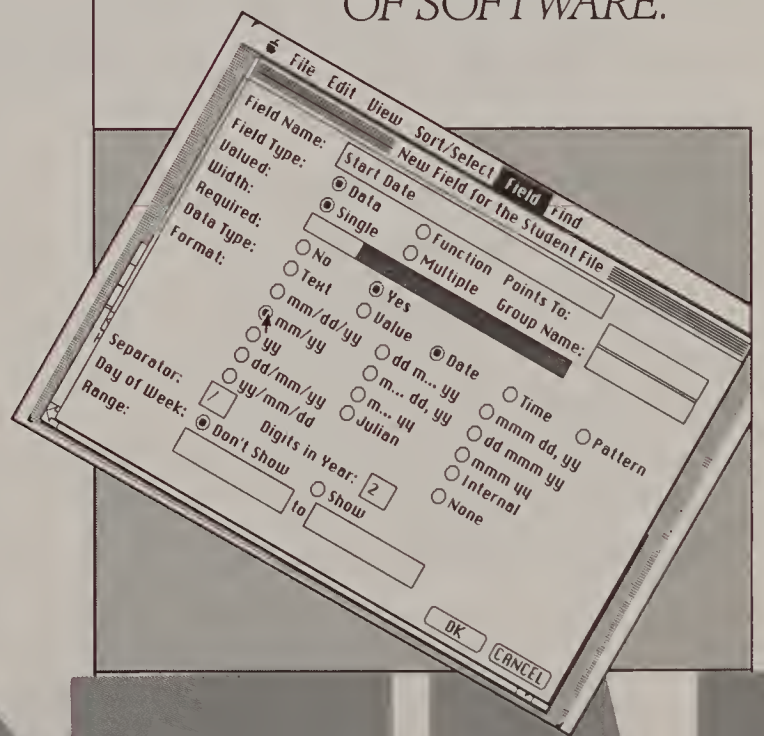 OF SOFTWARE.
File Edit View Sort/Select Field Find
New Field for the Student File
Field Name: Start Date
Field Type: Data Function Points To:
Valued: Single Multiple Group Name:
Width:
Required: No Yes
Data Type: Text Value Date Time Pattern
Format: mm/dd/yy dd m... yy mmm dd, yy
mm/yy m... dd, yy dd mmm yy
yy m... yy mmm yy
dd/mm/yy Julian Internal
yy/mm/dd None
Separator: / Digits in Year: 2
Day of Week: Don't Show Show
Range: to
OK CANCEL